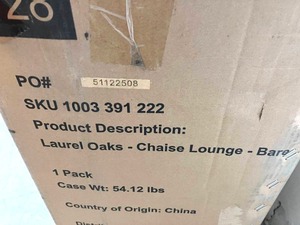 26
PO# 51122508
SKU 1003 391 222
Product Description:
Laurel Oaks - Chaise Lounge - Bare
1 Pack
Case Wt: 54.12 lbs
Country of Origin: China